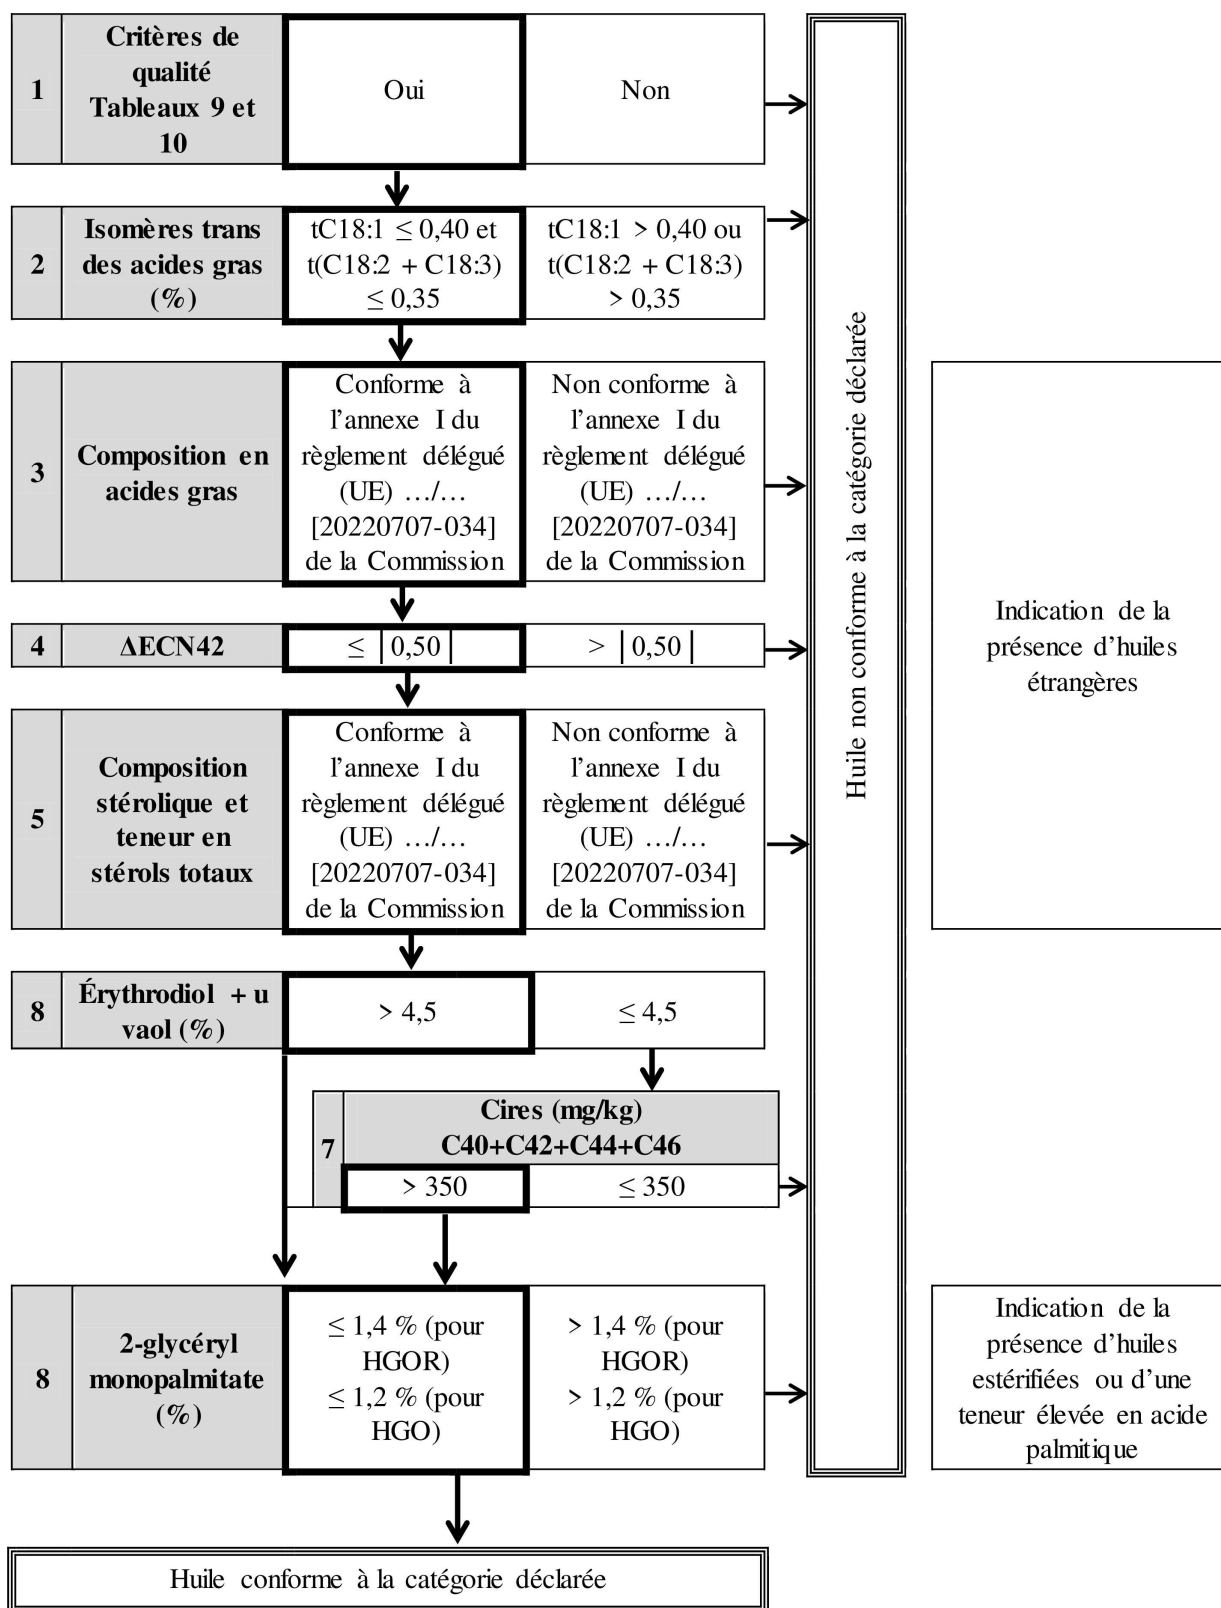 1
Critères de
qualité
Tableaux 9 et
10
Oui
Non
2
Isomères trans
des acides gras
(%)
tC18:1 ≤ 0,40 et
t(C18:2 + C18:3)
≤ 0,35
tC18:1 > 0,40 ou
t(C18:2 + C18:3)
> 0,35
3
Composition en
acides gras
Conforme à
l’annexe I du
règlement délégué
(UE) …/…
[20220707-034]
de la Commission
Non conforme à
l’annexe I du
règlement délégué
(UE) …/…
[20220707-034]
de la Commission
4
ΔECN42
≤ |0,50|
> |0,50|
5
Composition
stérolique et
teneur en
stérols totaux
Conforme à
l’annexe I du
règlement délégué
(UE) …/…
[20220707-034]
de la Commission
Non conforme à
l’annexe I du
règlement délégué
(UE) …/…
[20220707-034]
de la Commission
8
Érythrodiol + u
vaol (%)
> 4,5
≤ 4,5
7
Cires (mg/kg)
C40+C42+C44+C46
> 350
≤ 350
8
2-glycéryl
monopalmitate
(%)
≤ 1,4 % (pour
HGOR)
≤ 1,2 % (pour
HGO)
> 1,4 % (pour
HGOR)
> 1,2 % (pour
HGO)
Huile non conforme à la catégorie déclarée
Indication de la
présence d’huiles
étrangères
Indication de la
présence d’huiles
estérifiées ou d’une
teneur élevée en acide
palmitique
Huile conforme à la catégorie déclarée